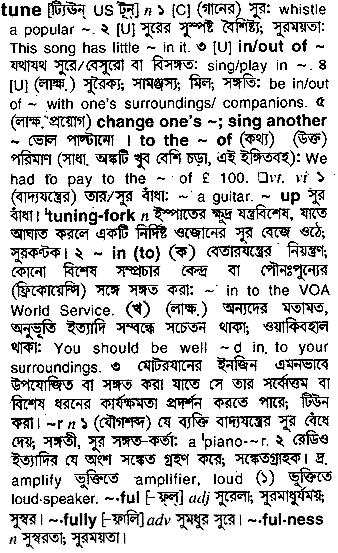 tune [টিউন্ US টূন্] n ১ [C] (গানের) সুর: whistle
a popular ~. ২ [U] সুরের সুস্পষ্ট বৈশিষ্ট্য; সুরময়তা:
This song has little ~ in it. ৩ [U] in/out of ~
যথাযথ সুরে/বেসুরো বা বিসঙ্গত: sing/play in ~. ৪
[U] (লাক্ষ.) সুরৈক্য; সামঞ্জস্য; মিল; সঙ্গতি: be in/out
of ~ with one's surroundings/ companions. ৫
(লাক্ষ. প্রয়োগ) change one's ~; sing another
~ ভোল পাল্টানো । to the ~ of (কথ্য) (উক্ত)
পরিমাণ (সাধা. অঙ্কটি খুব বেশি চড়া, এই ইঙ্গিতবহ): We
had to pay to the ~ of £ 100. □vt, vi ১
(বাদ্যযন্ত্রের) তার/সুর বাঁধা: ~ a guitar. ~ up সুর
বাঁধা। 'tuning-fork n ইস্পাতের ক্ষুদ্র যন্ত্রবিশেষ, যাতে
আঘাত করলে একটি নির্দিষ্ট ওজোনের সুর বেজে ওঠে;
সুরকণ্টক। ২ ~ in (to) (ক) বেতারযন্ত্রের নিয়ন্ত্রণ;
কোনো বিশেষ সম্প্রচার কেন্দ্র বা পৌনঃপুন্যের
(ফ্রিকোয়েন্সি) সঙ্গে সঙ্গত করা: ~ in to the VOA
World Service. (খ) (লাক্ষ.) অন্যদের মতামত,
অনুভূতি ইত্যাদি সম্বন্ধে সচেতন থাকা; ওয়াকিবহাল
থাকা: You should be well ~d in, to your
surroundings. ৩ মোটরযানের ইনজিন এমনভাবে
উপযোজিত বা সঙ্গত করা যাতে সে তার সর্বোত্তম বা
বিশেষ ধরনের কার্যক্ষমতা প্রদর্শন করতে পারে; টিউন
করা। ~r n ১ (যৌগশব্দ) যে ব্যক্তি বাদ্যযন্ত্রের সুর বেঁধে
দেয়; সঙ্গতী, সুর সঙ্গত-কর্তা: a 'piano-~r. ২ রেডিও
ইত্যাদির যে অংশ সঙ্কেত গ্রহণ করে; সঙ্কেতগ্রাহক। দ্র.
amplify ভুক্তিতে amplifier, loud (১) ভুক্তিতে
loud-speaker. ~ful [–ফ্ল্] adj সুরেলা; সুরমাধুর্যময়;
সুস্বর। ~fully [–ফালি] adv সুমধুর সুরে। ~ful-ness
n সুস্বরতা; সুরময়তা।